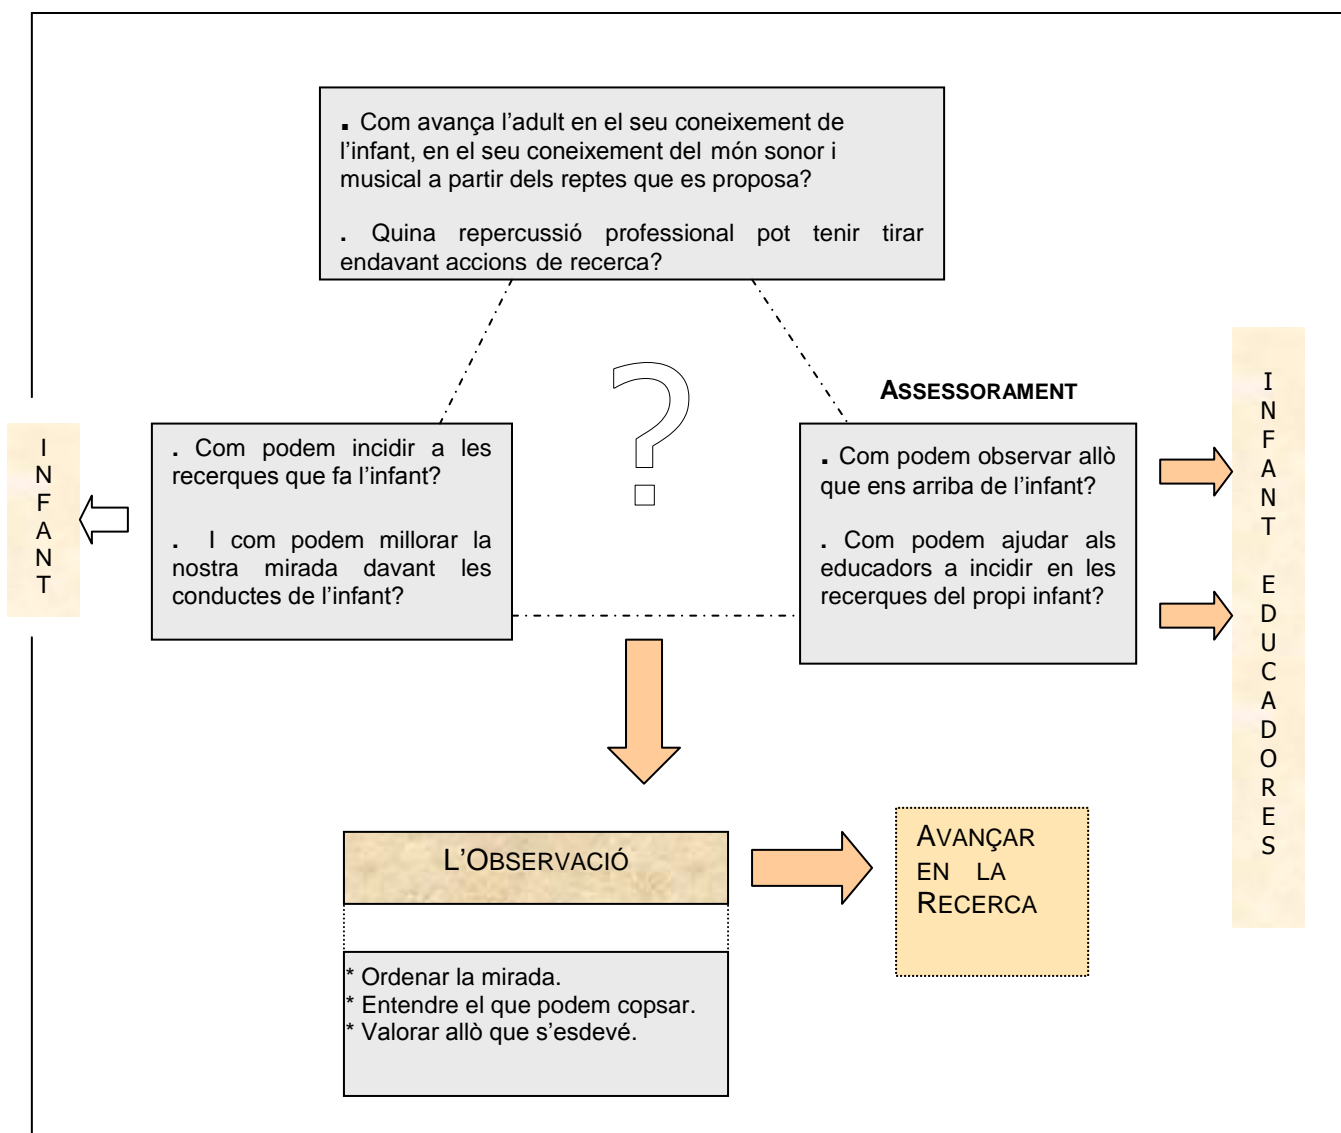 . Com avança l’adult en el seu coneixement de
l’infant, en el seu coneixement del món sonor i
musical a partir dels reptes que es proposa?
. Quina repercussió professional pot tenir tirar
endavant accions de recerca?
?
ASSESSORAMENT
INFANT
. Com podem incidir a les
recerques que fa l’infant?
. I com podem millorar la
nostra mirada davant les
conductes de l’infant?
. Com podem observar allò
que ens arriba de l’infant?
. Com podem ajudar als
educadors a incidir en les
recerques del propi infant?
INFANT
EDUCADORES
L’OBSERVACIÓ
* Ordenar la mirada.
* Entendre el que podem copsar.
* Valorar allò que s’esdevé.
AVANÇAR
EN LA
RECERCA